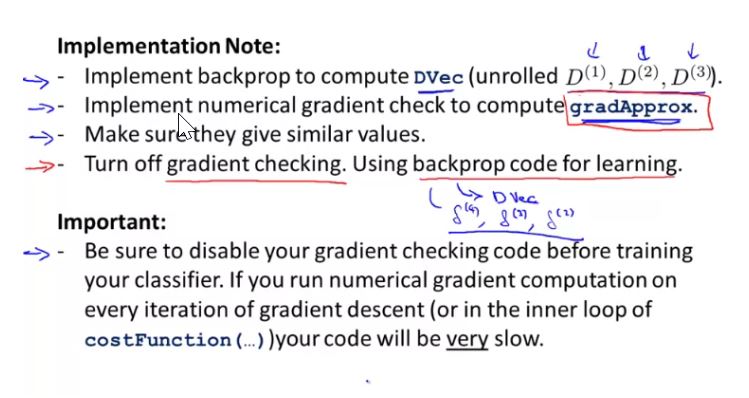 Implementation Note:
- Implement backprop to compute DVec (unrolled D^(1), D^(2), D^(3)).
- Implement numerical gradient check to compute gradApprox.
- Make sure they give similar values.
- Turn off gradient checking. Using backprop code for learning.
DVec
δ^(4), δ^(3), δ^(2)
Important:
- Be sure to disable your gradient checking code before training
your classifier. If you run numerical gradient computation on
every iteration of gradient descent (or in the inner loop of
costFunction(…))your code will be very slow.